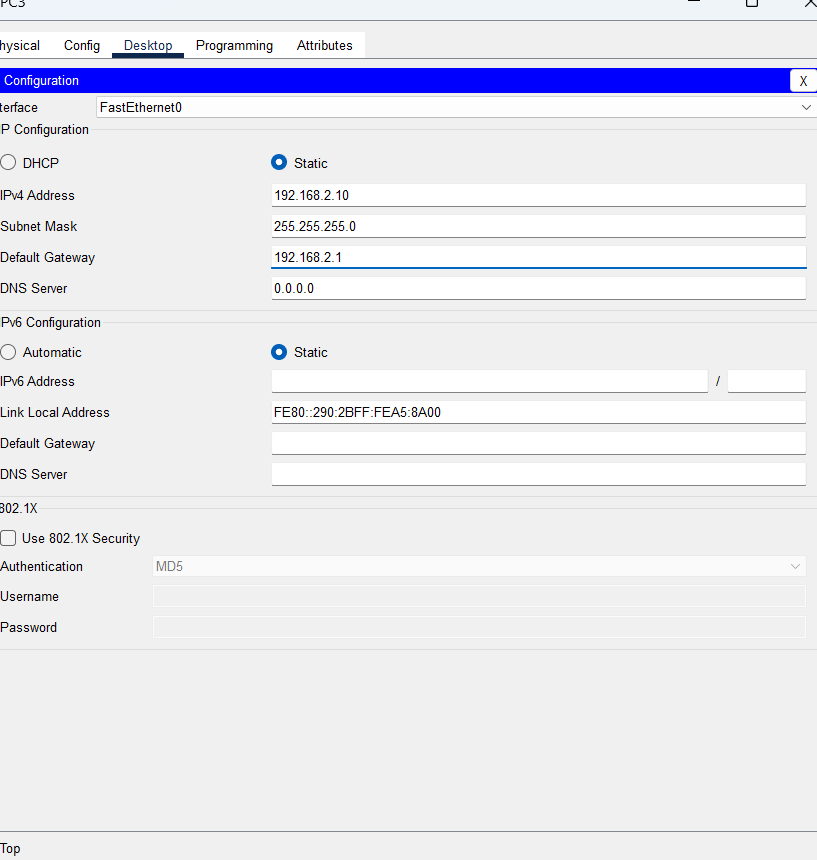 PC3
hysical Config Desktop Programming Attributes
Configuration X
terface FastEthernet0
IP Configuration
DHCP Static
IPv4 Address 192.168.2.10
Subnet Mask 255.255.255.0
Default Gateway 192.168.2.1
DNS Server 0.0.0.0
IPv6 Configuration
Automatic Static
IPv6 Address /
Link Local Address FE80::290:2BFF:FEA5:8A00
Default Gateway
DNS Server
802.1X
Use 802.1X Security
Authentication MD5
Username
Password
Top